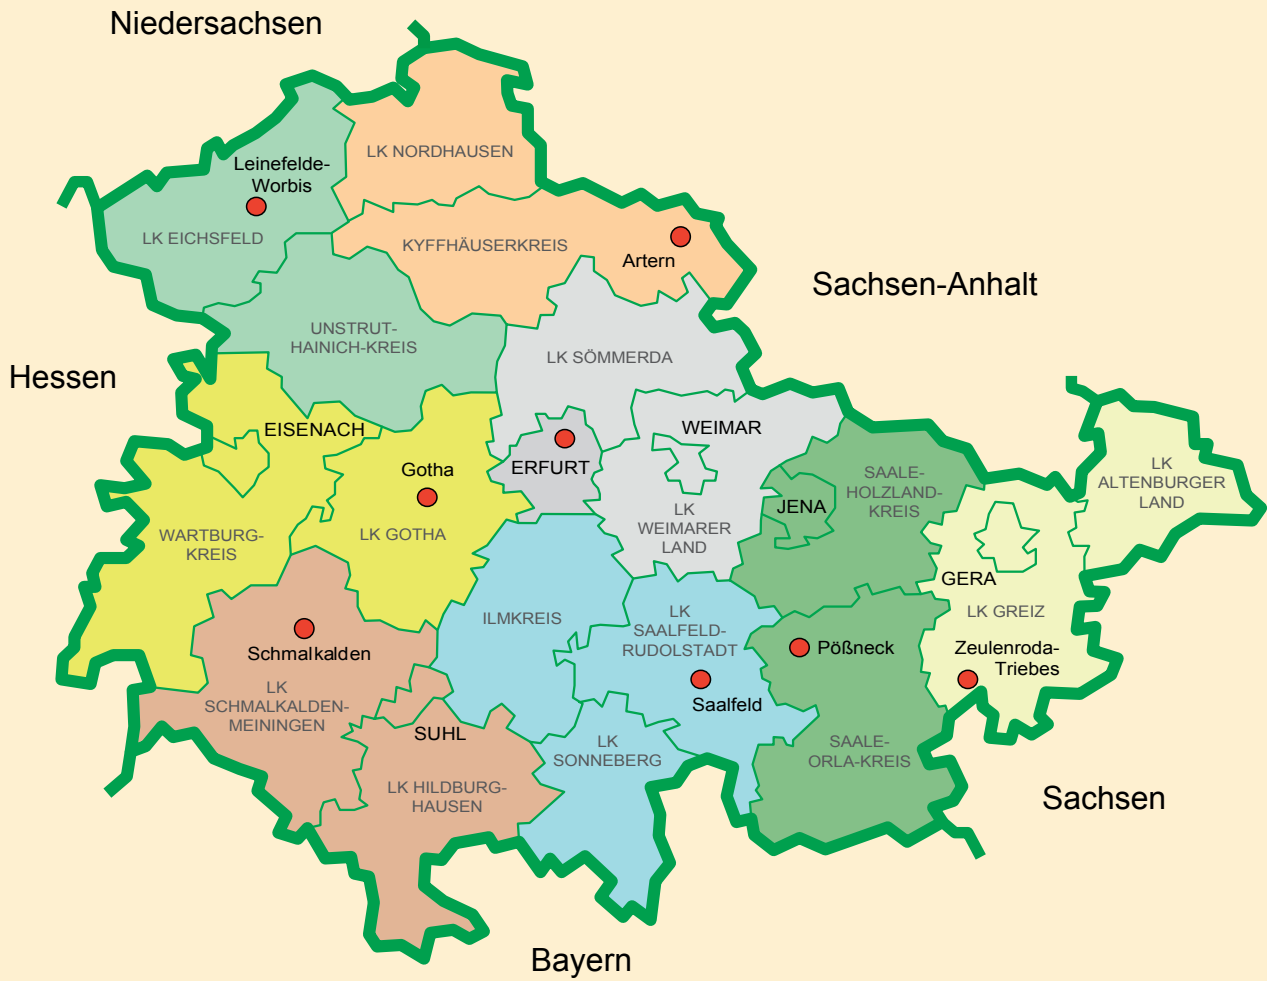 Niedersachsen
LK NORDHAUSEN
Leinefelde-
Worbis
LK EICHSFELD
KYFFHÄUSERKREIS
Artern
Sachsen-Anhalt
UNSTRUT-
HAINICH-KREIS
LK SÖMMERDA
Hessen
EISENACH
WEIMAR
Gotha
ERFURT
SAALE-
HOLZLAND-
KREIS
LK
ALTENBURGER
LAND
JENA
WARTBURG-
KREIS
LK GOTHA
LK
WEIMARER
LAND
GERA
LK GREIZ
ILMKREIS
LK
SAALFELD-
RUDOLSTADT
Schmalkalden
Pößneck
Zeulenroda-
Triebes
LK
SCHMALKALDEN-
MEININGEN
Saalfeld
SUHL
LK
SONNEBERG
SAALE-
ORLA-KREIS
LK HILDBURG-
HAUSEN
Sachsen
Bayern